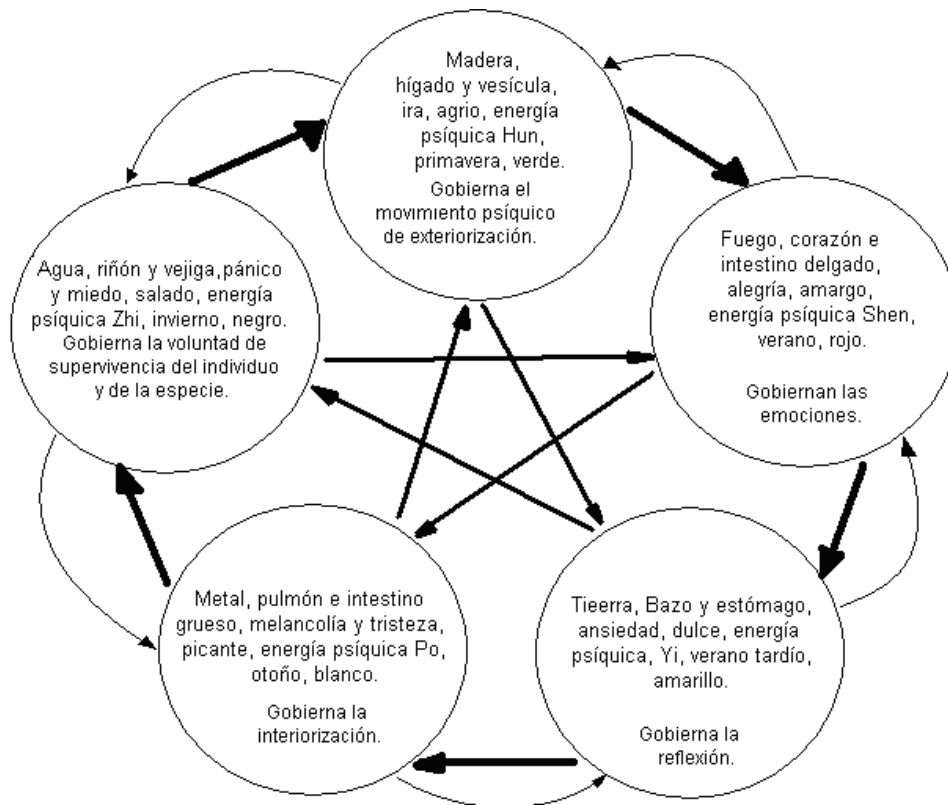 Madera,
hígado y vesícula,
ira, agrio, energía
psíquica Hun,
primavera, verde.
Gobierna el
movimiento psíquico
de exteriorización.
Fuego, corazón e
intestino delgado,
alegría, amargo,
energía psíquica Shen,
verano, rojo.
Gobiernan las
emociones.
Agua, riñón y vejiga,pánico
y miedo, salado, energía
psíquica Zhi, invierno, negro.
Gobierna la voluntad de
supervivencia del individuo
y de la especie.
Metal, pulmón e intestino
grueso, melancolía y tristeza,
picante, energía psíquica Po,
otoño, blanco.
Gobierna la
interiorización.
Tieerra, Bazo y estómago,
ansiedad, dulce, energía
psíquica, Yi, verano tardío,
amarillo.
Gobierna la
reflexión.